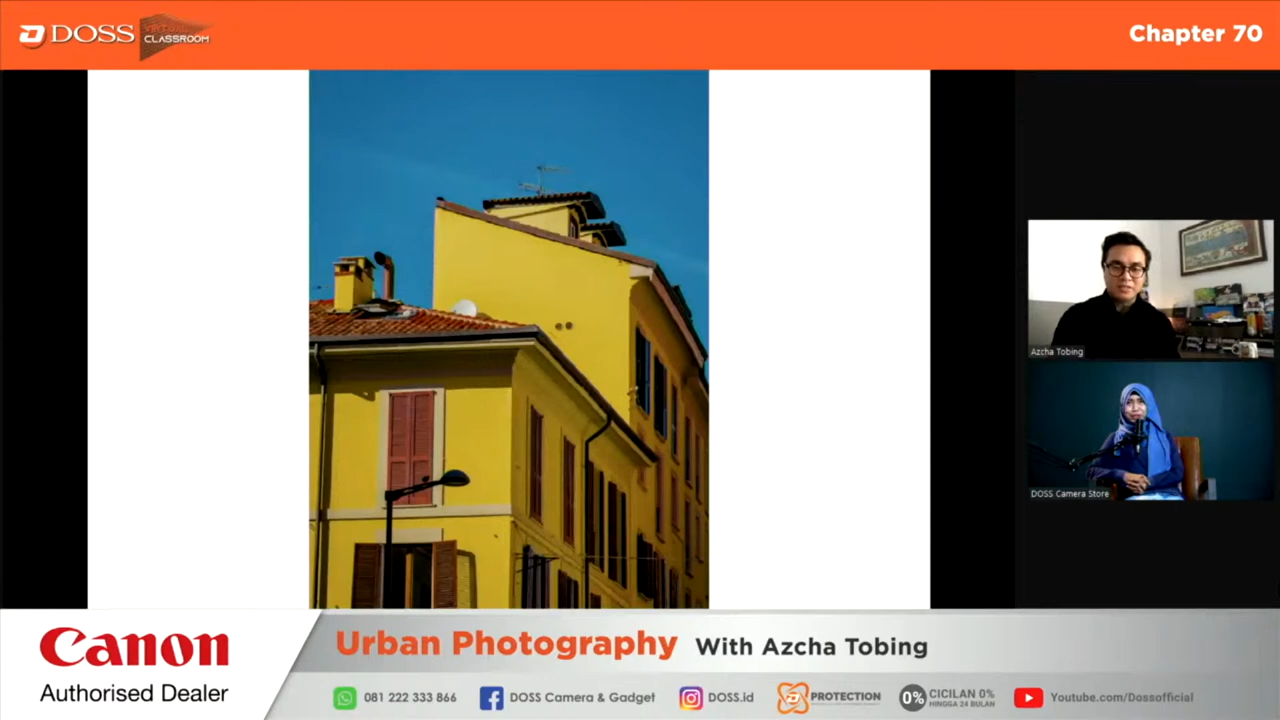 DOSS VIRTUAL CLASSROOM
Chapter 70
Azcha Tobing
DOSS Camera Store
Canon
Authorised Dealer
Urban Photography With Azcha Tobing
081 222 333 866
DOSS Camera & Gadget
DOSS.id
PROTECTION
0% CICILAN 0%
HINGGA 24 BULAN
Youtube.com/Dossofficial